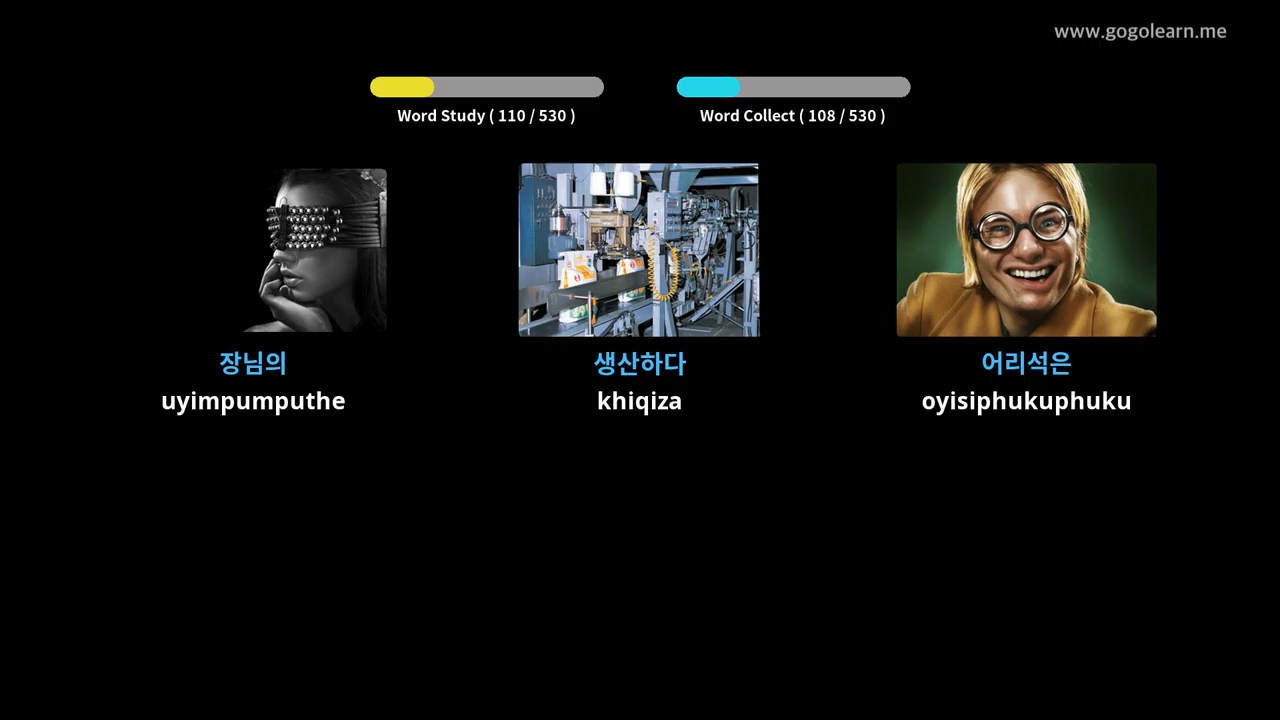 www.gogolearn.me
Word Study ( 110 / 530 )
Word Collect ( 108 / 530 )
장님의
생산하다
어리석은
uyimpumputhe
khiqiza
oyisiphukuphuku